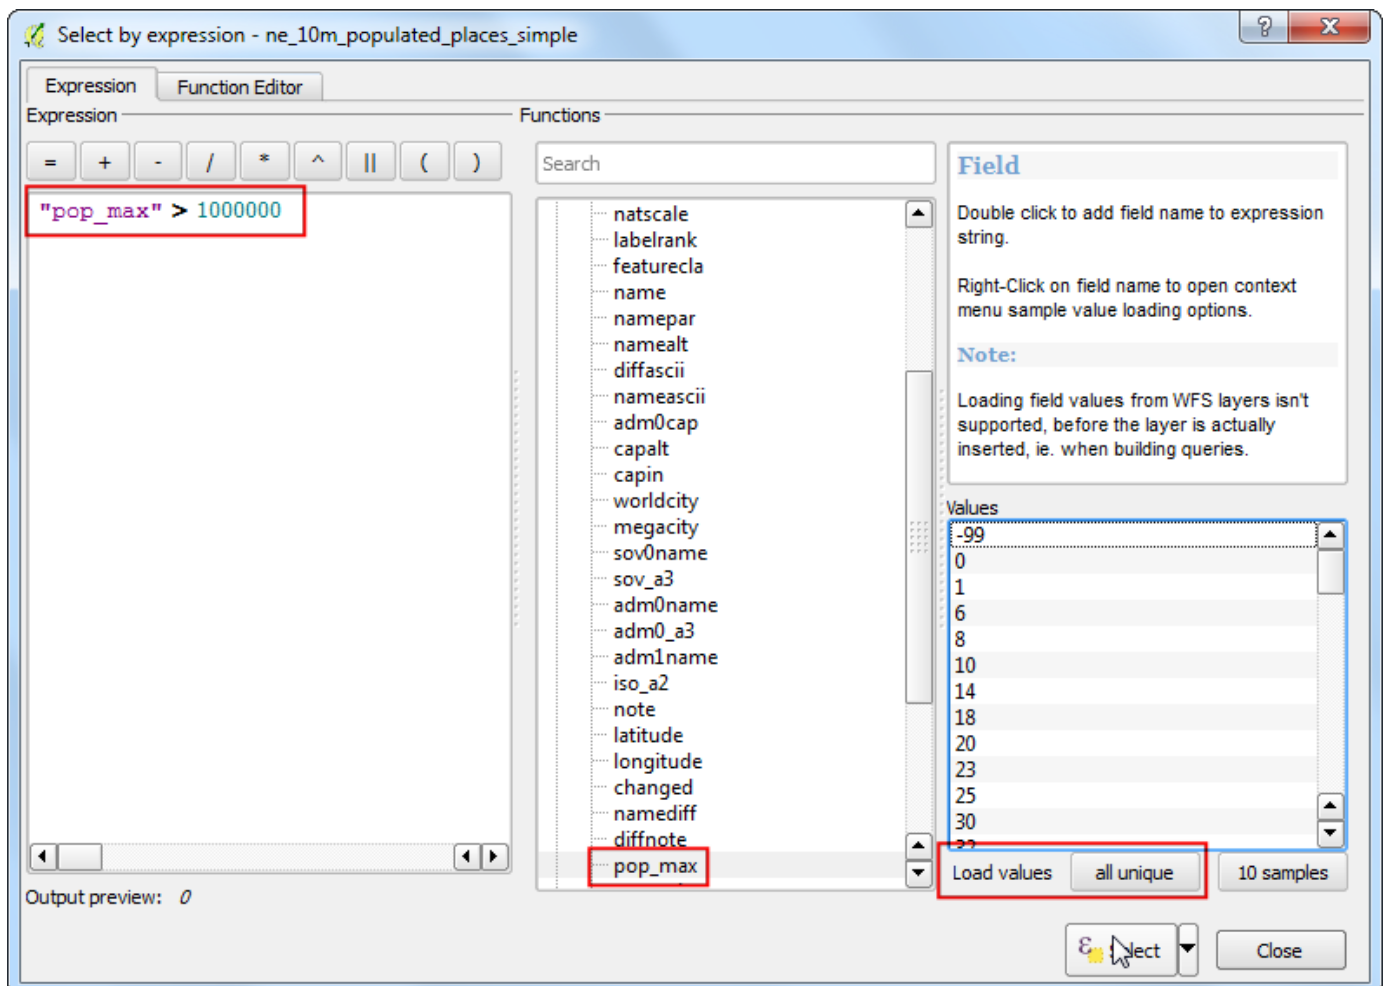 Select by expression - ne_10m_populated_places_simple
Expression
Function Editor
Expression
Functions
= + - / * ^ || ( )
"pop_max" > 1000000
Output preview: 0
Search
natscale
labelrank
featurecla
name
namepar
namealt
diffascii
nameascii
adm0cap
capalt
capin
worldcity
megacity
sov0name
sov_a3
adm0name
adm0_a3
adm1name
iso_a2
note
latitude
longitude
changed
namediff
diffnote
pop_max
Field
Double click to add field name to expression
string.
Right-Click on field name to open context
menu sample value loading options.
Note:
Loading field values from WFS layers isn't
supported, before the layer is actually
inserted, ie. when building queries.
Values
-99
0
1
6
8
10
14
18
20
23
25
30
Load values
all unique
10 samples
Close